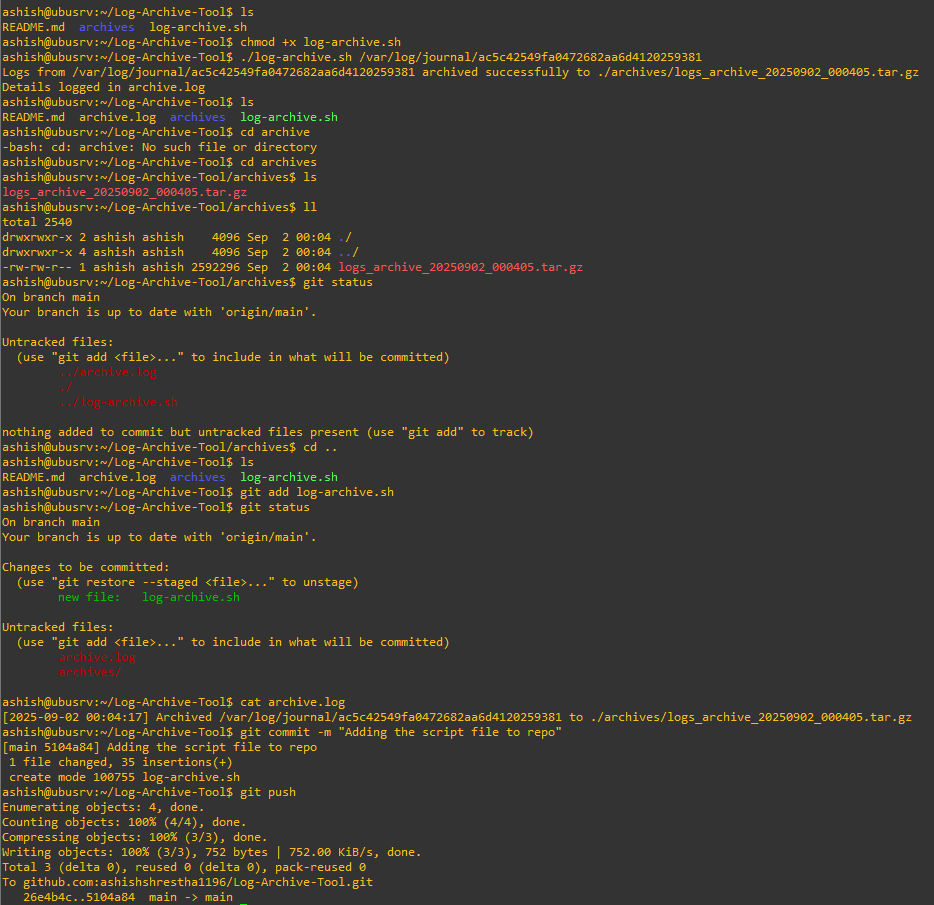 ashish@ubusrv:~/Log-Archive-Tool$ ls
README.md  archives  log-archive.sh
ashish@ubusrv:~/Log-Archive-Tool$ chmod +x log-archive.sh
ashish@ubusrv:~/Log-Archive-Tool$ ./log-archive.sh /var/log/journal/ac5c42549fa0472682aa6d4120259381
Logs from /var/log/journal/ac5c42549fa0472682aa6d4120259381 archived successfully to ./archives/logs_archive_20250902_000405.tar.gz
Details logged in archive.log
ashish@ubusrv:~/Log-Archive-Tool$ ls
README.md  archive.log  archives  log-archive.sh
ashish@ubusrv:~/Log-Archive-Tool$ cd archive
-bash: cd: archive: No such file or directory
ashish@ubusrv:~/Log-Archive-Tool$ cd archives
ashish@ubusrv:~/Log-Archive-Tool/archives$ ls
logs_archive_20250902_000405.tar.gz
ashish@ubusrv:~/Log-Archive-Tool/archives$ ll
total 2540
drwxrwxr-x 2 ashish ashish    4096 Sep  2 00:04 ./
drwxrwxr-x 4 ashish ashish    4096 Sep  2 00:04 ../
-rw-rw-r-- 1 ashish ashish 2592296 Sep  2 00:04 logs_archive_20250902_000405.tar.gz
ashish@ubusrv:~/Log-Archive-Tool/archives$ git status
On branch main
Your branch is up to date with 'origin/main'.

Untracked files:
  (use "git add <file>..." to include in what will be committed)
        ../archive.log
        ./
        ../log-archive.sh

nothing added to commit but untracked files present (use "git add" to track)
ashish@ubusrv:~/Log-Archive-Tool/archives$ cd ..
ashish@ubusrv:~/Log-Archive-Tool$ ls
README.md  archive.log  archives  log-archive.sh
ashish@ubusrv:~/Log-Archive-Tool$ git add log-archive.sh
ashish@ubusrv:~/Log-Archive-Tool$ git status
On branch main
Your branch is up to date with 'origin/main'.

Changes to be committed:
  (use "git restore --staged <file>..." to unstage)
        new file:   log-archive.sh

Untracked files:
  (use "git add <file>..." to include in what will be committed)
        archive.log
        archives/

ashish@ubusrv:~/Log-Archive-Tool$ cat archive.log
[2025-09-02 00:04:17] Archived /var/log/journal/ac5c42549fa0472682aa6d4120259381 to ./archives/logs_archive_20250902_000405.tar.gz
ashish@ubusrv:~/Log-Archive-Tool$ git commit -m "Adding the script file to repo"
[main 5104a84] Adding the script file to repo
 1 file changed, 35 insertions(+)
 create mode 100755 log-archive.sh
ashish@ubusrv:~/Log-Archive-Tool$ git push
Enumerating objects: 4, done.
Counting objects: 100% (4/4), done.
Compressing objects: 100% (3/3), done.
Writing objects: 100% (3/3), 752 bytes | 752.00 KiB/s, done.
Total 3 (delta 0), reused 0 (delta 0), pack-reused 0
To github.com:ashishshrestha1196/Log-Archive-Tool.git
   26e4b4c..5104a84  main -> main